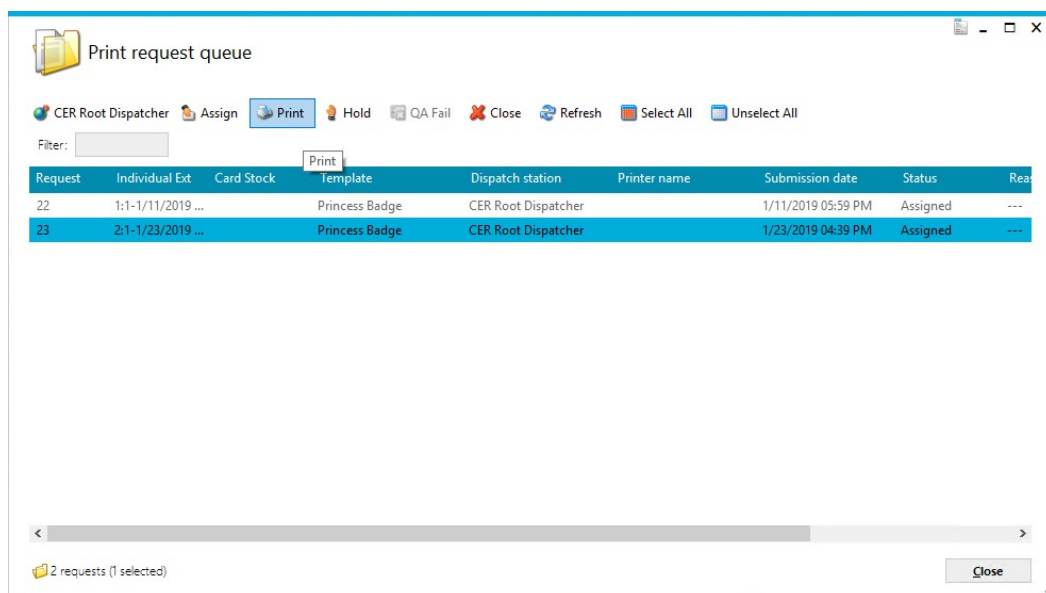 Print request queue
CER Root Dispatcher Assign Print Hold QA Fail Close Refresh Select All Unselect All
Filter:
Print
Request Individual Ext Card Stock Template Dispatch station Printer name Submission date Status Rea
22 1:1-1/11/2019 ... Princess Badge CER Root Dispatcher 1/11/2019 05:59 PM Assigned ---
23 2:1-1/23/2019 ... Princess Badge CER Root Dispatcher 1/23/2019 04:39 PM Assigned ---
2 requests (1 selected) Close